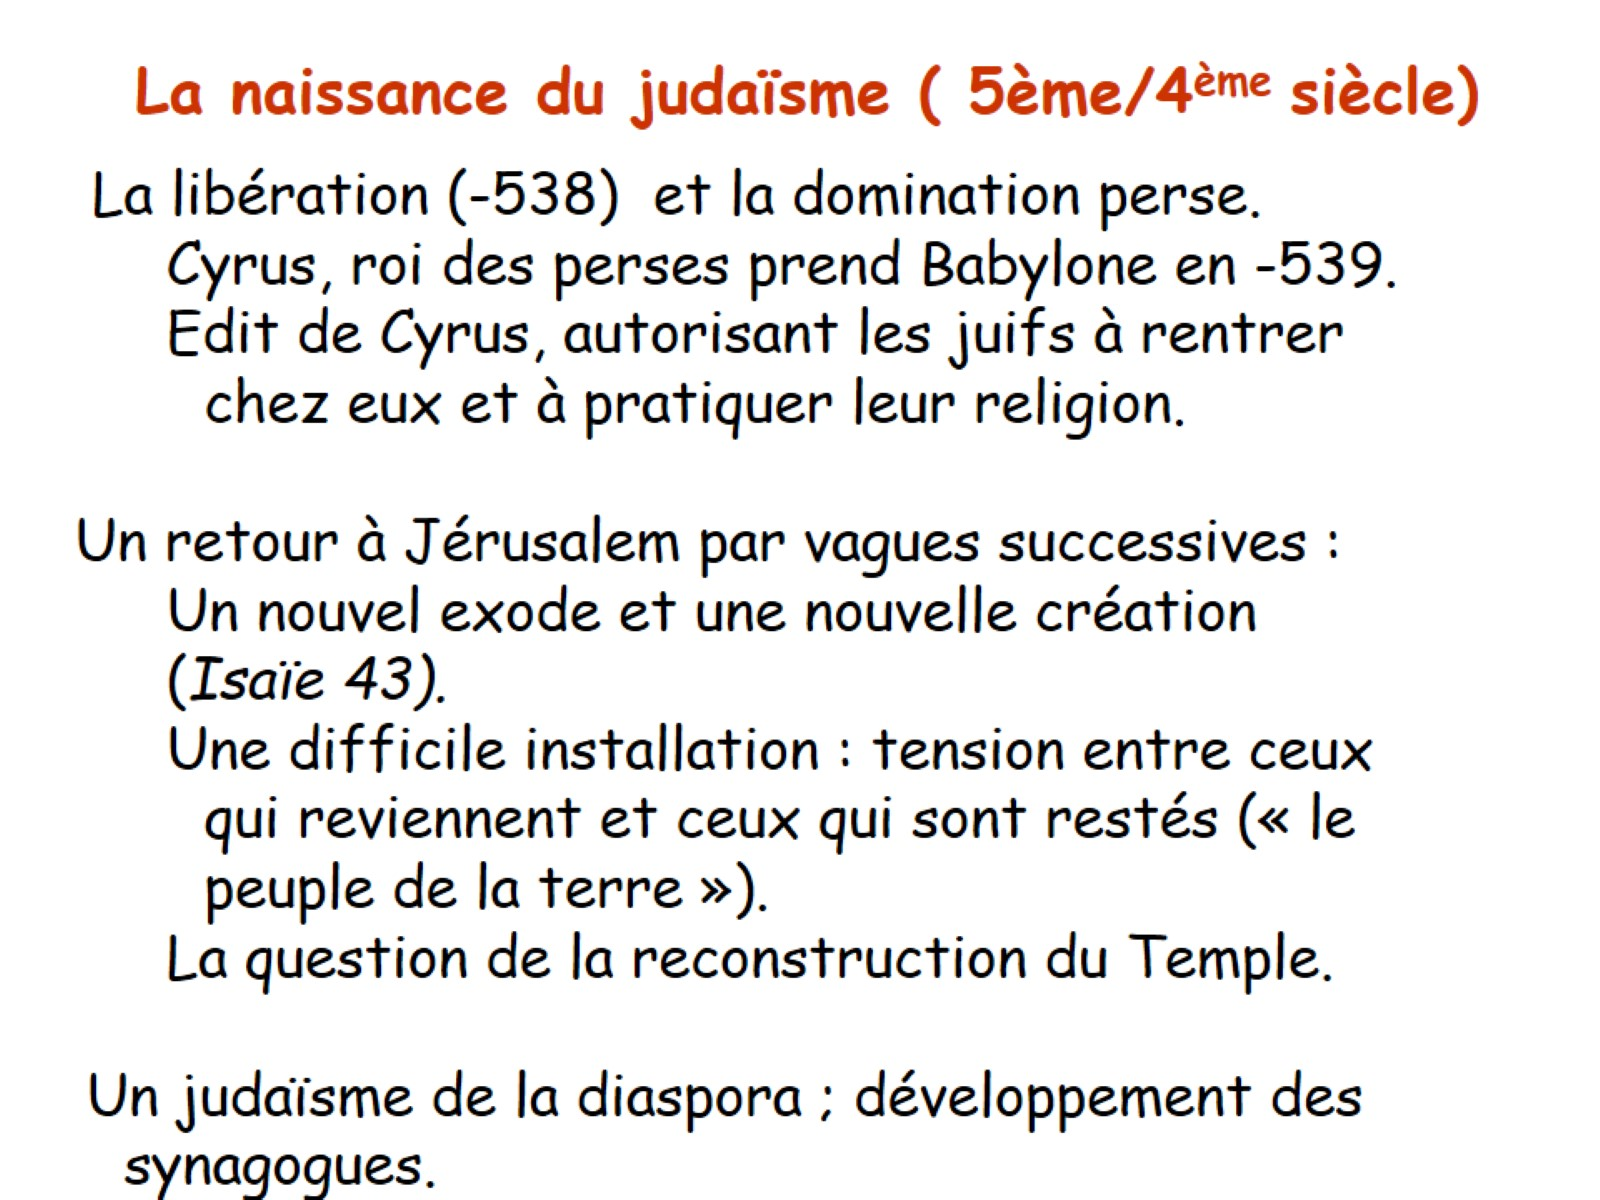 La naissance du judaïsme ( 5ème/4ème siècle)
La libération (-538) et la domination perse.
Cyrus, roi des perses prend Babylone en -539.
Edit de Cyrus, autorisant les juifs à rentrer
chez eux et à pratiquer leur religion.
Un retour à Jérusalem par vagues successives :
Un nouvel exode et une nouvelle création
(Isaïe 43).
Une difficile installation : tension entre ceux
qui reviennent et ceux qui sont restés (« le
peuple de la terre »).
La question de la reconstruction du Temple.
Un judaïsme de la diaspora ; développement des
synagogues.